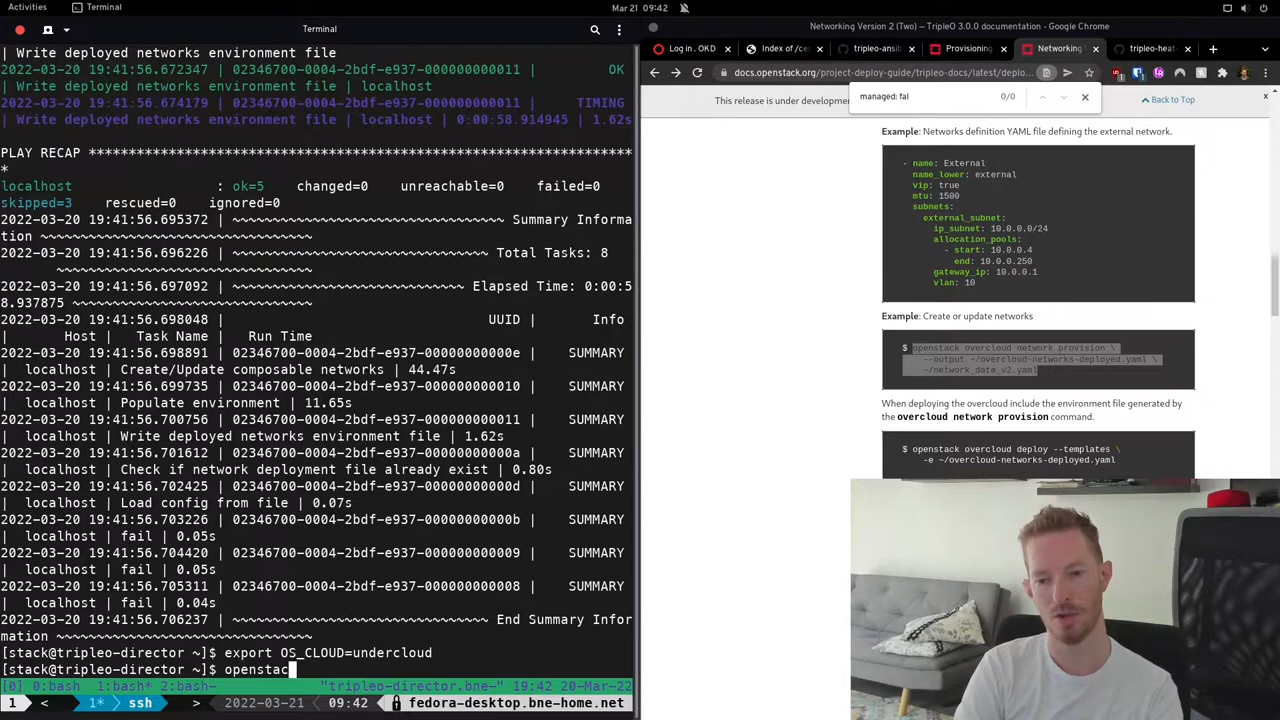 Activities
Terminal
Mar 21 09:42
Terminal
| Write deployed networks environment file
2022-03-20 19:41:56.672347 | 02346700-0004-2bdf-e937-000000000011 | OK
| Write deployed networks environment file | localhost
2022-03-20 19:41:56.674179 | 02346700-0004-2bdf-e937-000000000011 | TIMING
| Write deployed networks environment file | localhost | 0:00:58.914945 | 1.62s
PLAY RECAP *********************************************************************
*
localhost : ok=5 changed=0 unreachable=0 failed=0
skipped=3 rescued=0 ignored=0
2022-03-20 19:41:56.695372 | ~~~~~~~~~~~~~~~~~~~~~~~~~~~~~~~~~~ Summary Informa
tion ~~~~~~~~~~~~~~~~~~~~~~~~~~~~~~~~~~
2022-03-20 19:41:56.696226 | ~~~~~~~~~~~~~~~~~~~~~~~~~~~~~~~~ Total Tasks: 8
~~~~~~~~~~~~~~~~~~~~~~~~~~~~~~~~
2022-03-20 19:41:56.697092 | ~~~~~~~~~~~~~~~~~~~~~~~~~~~~~ Elapsed Time: 0:00:5
8.937875 ~~~~~~~~~~~~~~~~~~~~~~~~~~~~~~
2022-03-20 19:41:56.698048 | UUID | Info
| Host | Task Name | Run Time
2022-03-20 19:41:56.698891 | 02346700-0004-2bdf-e937-00000000000e | SUMMARY
| localhost | Create/Update composable networks | 44.47s
2022-03-20 19:41:56.699735 | 02346700-0004-2bdf-e937-000000000010 | SUMMARY
| localhost | Populate environment | 11.65s
2022-03-20 19:41:56.700756 | 02346700-0004-2bdf-e937-000000000011 | SUMMARY
| localhost | Write deployed networks environment file | 1.62s
2022-03-20 19:41:56.701612 | 02346700-0004-2bdf-e937-00000000000a | SUMMARY
| localhost | Check if network deployment file already exist | 0.80s
2022-03-20 19:41:56.702425 | 02346700-0004-2bdf-e937-00000000000d | SUMMARY
| localhost | Load config from file | 0.07s
2022-03-20 19:41:56.703226 | 02346700-0004-2bdf-e937-00000000000b | SUMMARY
| localhost | fail | 0.05s
2022-03-20 19:41:56.704420 | 02346700-0004-2bdf-e937-000000000009 | SUMMARY
| localhost | fail | 0.05s
2022-03-20 19:41:56.705311 | 02346700-0004-2bdf-e937-000000000008 | SUMMARY
| localhost | fail | 0.04s
2022-03-20 19:41:56.706237 | ~~~~~~~~~~~~~~~~~~~~~~~~~~~~~~~~ End Summary Infor
mation ~~~~~~~~~~~~~~~~~~~~~~~~~~~~~~~~
[stack@tripleo-director ~]$ export OS_CLOUD=undercloud
[stack@tripleo-director ~]$ openstac
[0] 0:bash 1:bash* 2:bash- "tripleo-director.bne-" 19:42 20-Mar-22
1 < 1* ssh > 2022-03-21 09:42 fedora-desktop.bne-home.net
Networking Version 2 (Two) — TripleO 3.0.0 documentation - Google Chrome
Log in . OKD
Index of /cer
tripleo-ansib
Provisioning
Networking
tripleo-heat-
docs.openstack.org/project-deploy-guide/tripleo-docs/latest/deplo...
managed: fal 0/0
This release is under developmen
Back to Top
Example: Networks definition YAML file defining the external network.
- name: External
name_lower: external
vip: true
mtu: 1500
subnets:
external_subnet:
ip_subnet: 10.0.0.0/24
allocation_pools:
- start: 10.0.0.4
end: 10.0.0.250
gateway_ip: 10.0.0.1
vlan: 10
Example: Create or update networks
$ openstack overcloud network provision \
--output ~/overcloud-networks-deployed.yaml \
~/network_data_v2.yaml
When deploying the overcloud include the environment file generated by
the overcloud network provision command.
$ openstack overcloud deploy --templates \
-e ~/overcloud-networks-deployed.yaml